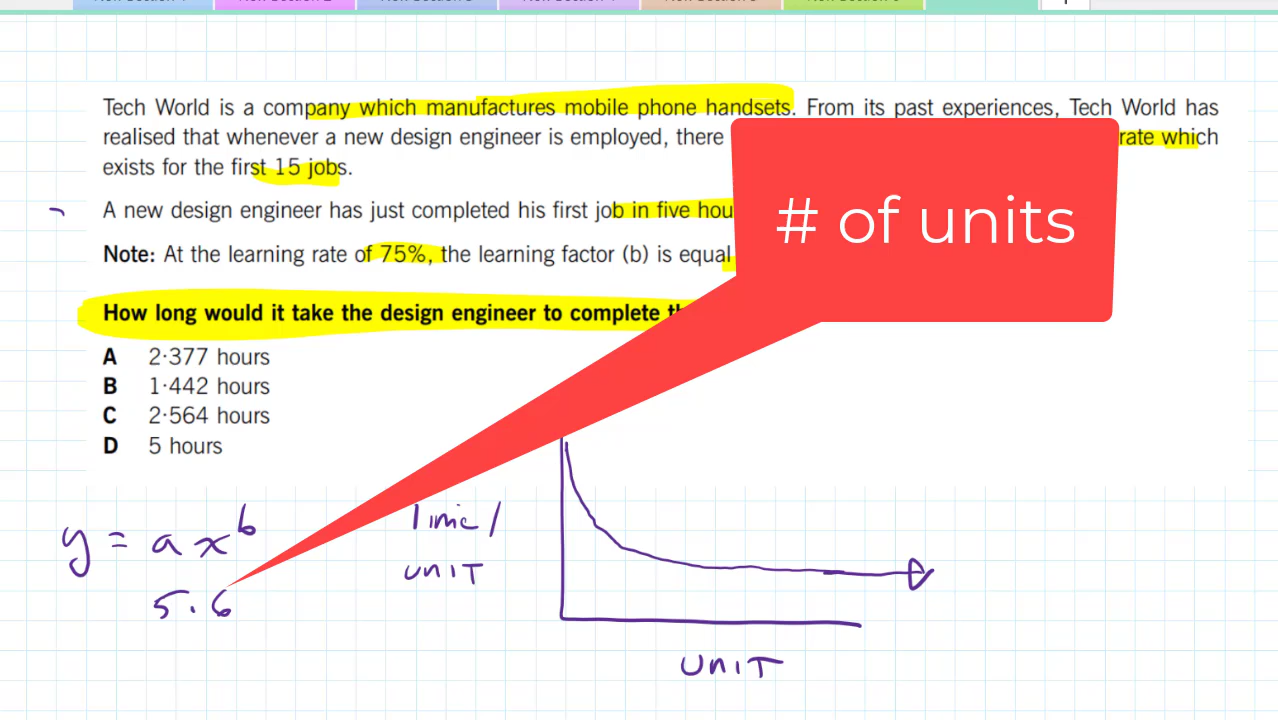 Tech World is a company which manufactures mobile phone handsets. From its past experiences, Tech World has
realised that whenever a new design engineer is employed, there rate which
exists for the first 15 jobs.
A new design engineer has just completed his first job in five hou
Note: At the learning rate of 75%, the learning factor (b) is equal
How long would it take the design engineer to complete th
# of units
A 2·377 hours
B 1·442 hours
C 2·564 hours
D 5 hours
y = a x b
5.6
Time/
UNIT
UNIT